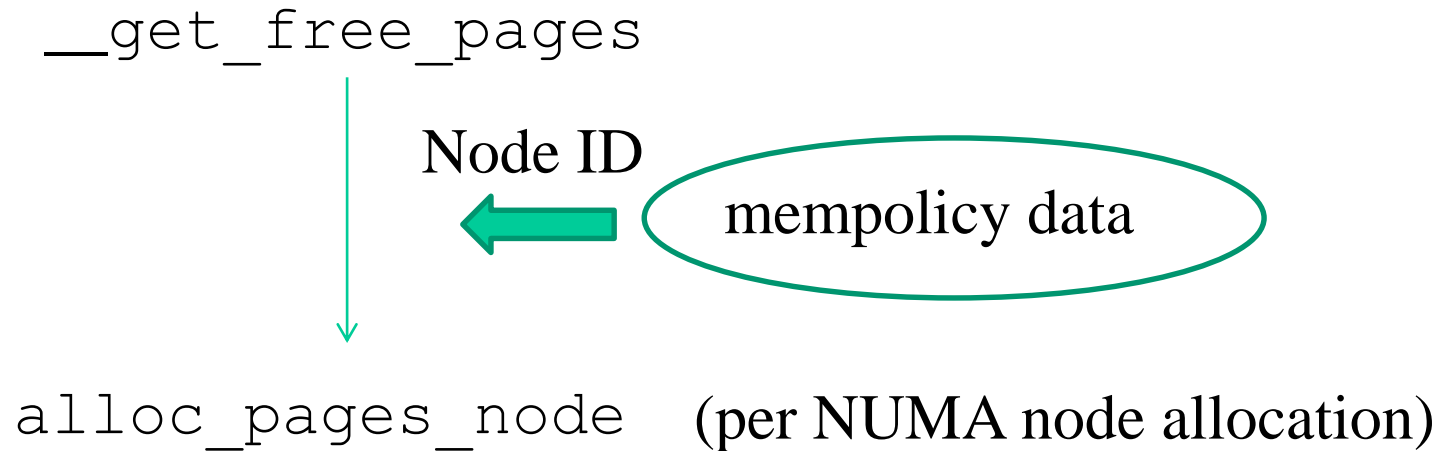 __get_free_pages
Node ID
mempolicy data
alloc_pages_node (per NUMA node allocation)